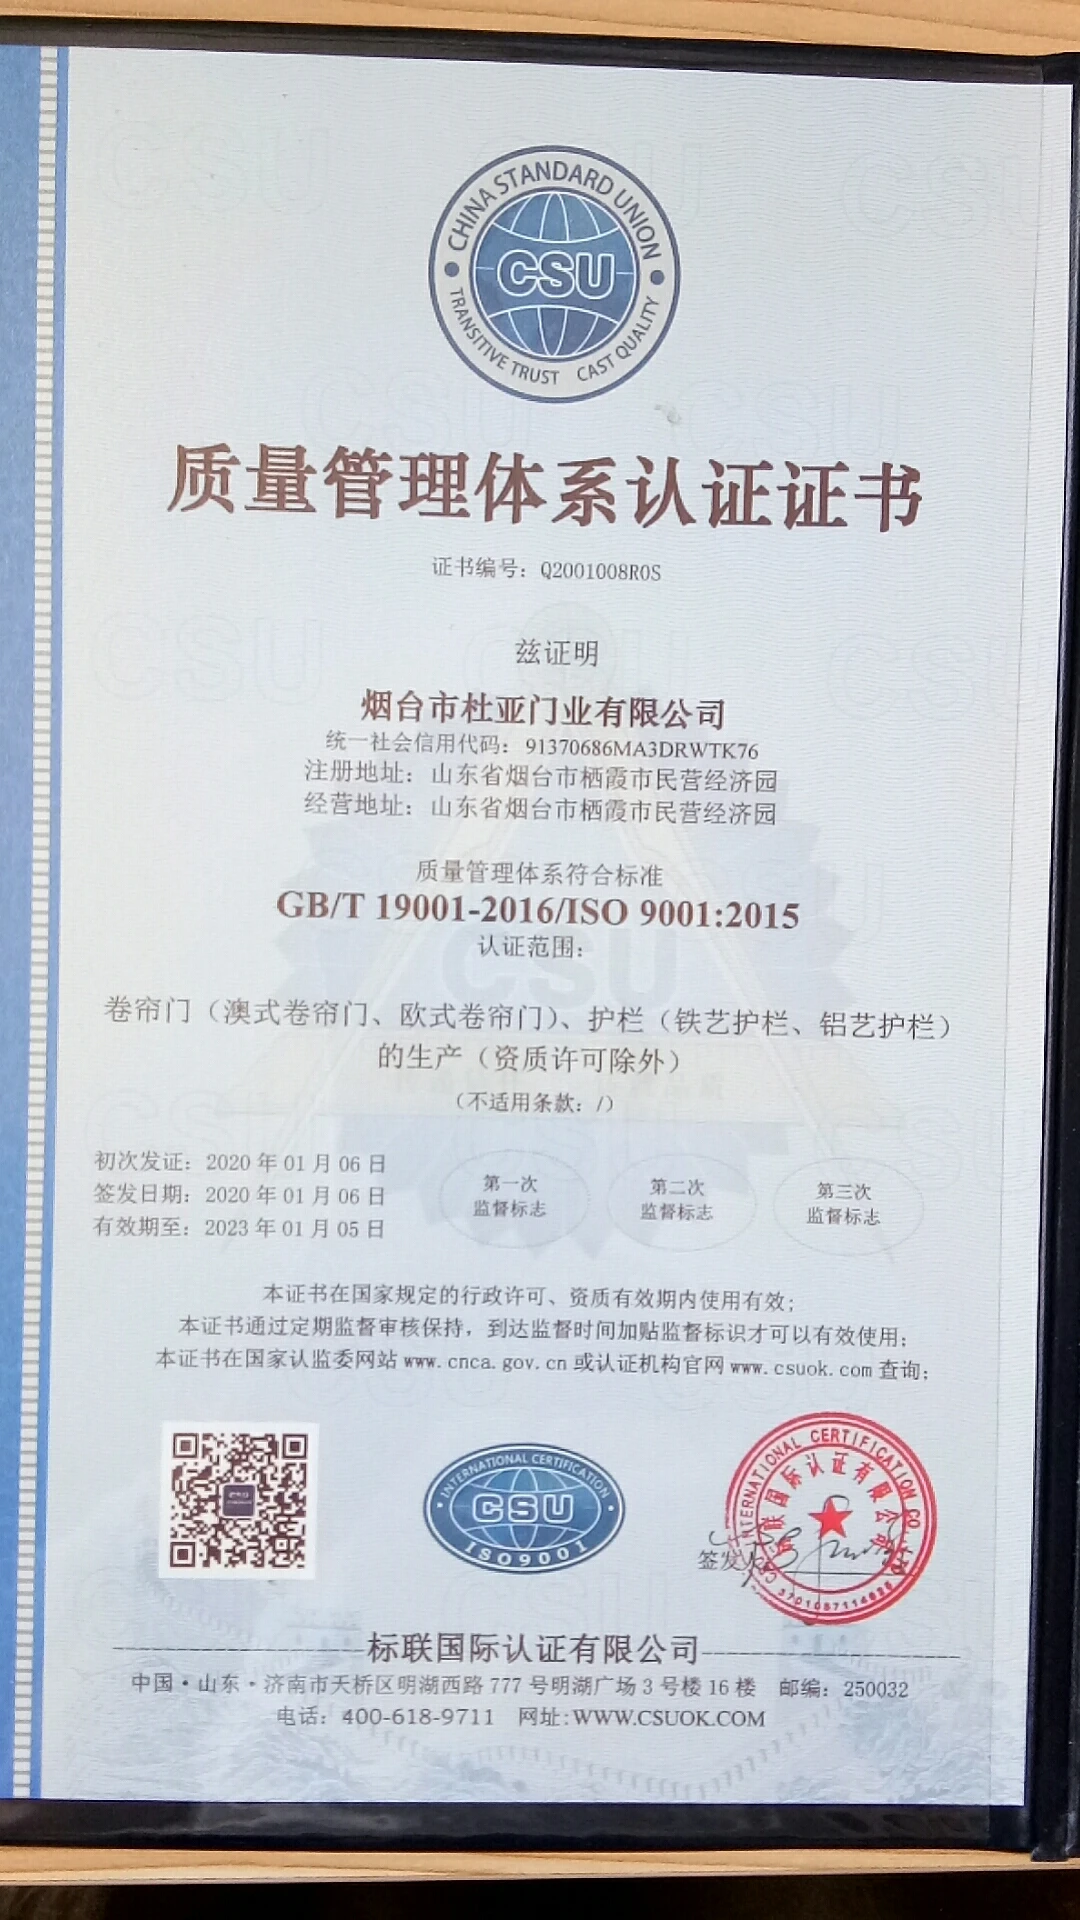 CHINA STANDARD UNION
CSU
TRANSITIVE TRUST CAST QUALITY
质量管理体系认证证书
证书编号：Q2001008R0S
兹证明
烟台市杜亚门业有限公司
统一社会信用代码：91370686MA3DRWTK76
注册地址：山东省烟台市栖霞市民营经济园
经营地址：山东省烟台市栖霞市民营经济园
质量管理体系符合标准
GB/T 19001-2016/ISO 9001:2015
认证范围：
卷帘门（澳式卷帘门、欧式卷帘门）、护栏（铁艺护栏、铝艺护栏）
的生产（资质许可除外）
（不适用条款：/）
初次发证：2020 年 01 月 06 日
签发日期：2020 年 01 月 06 日
有效期至：2023 年 01 月 05 日
第一次
监督标志
第二次
监督标志
第三次
监督标志
本证书在国家规定的行政许可、资质有效期内使用有效；
本证书通过定期监督审核保持，到达监督时间加贴监督标识才可以有效使用；
本证书在国家认监委网站 www.cnca.gov.cn 或认证机构官网 www.csuok.com 查询；
INTERNATIONAL CERTIFICATION
CSU
ISO9001
INTERNATIONAL CERTIFICATION CO.
标联国际认证有限公司
签发人
标联国际认证有限公司
中国·山东·济南市天桥区明湖西路 777 号明湖广场 3 号楼 16 楼 邮编：250032
电话：400-618-9711 网址:WWW.CSUOK.COM